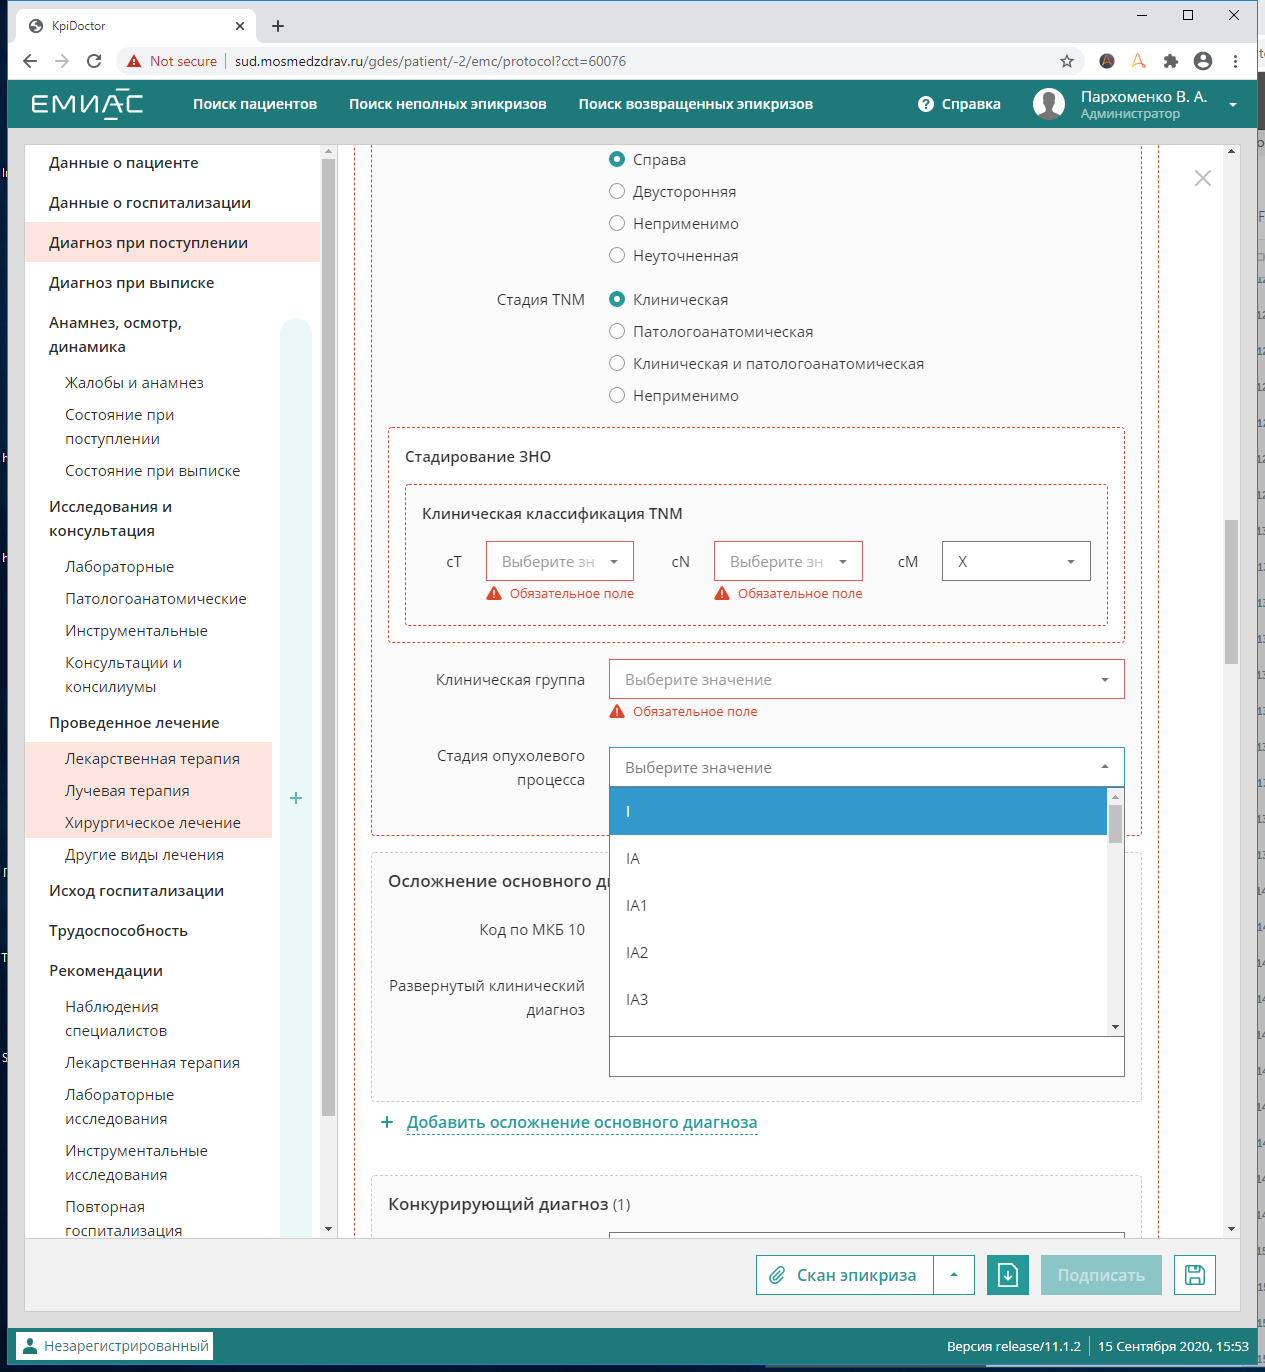 KpiDoctor
Not secure
sud.mosmedzdrav.ru/gdes/patient/-2/emc/protocol?cct=60076
ЕМИАС
Поиск пациентов
Поиск неполных эпикризов
Поиск возвращенных эпикризов
Справка
Пархоменко В. А.
Администратор
Данные о пациенте
Данные о госпитализации
Диагноз при поступлении
Диагноз при выписке
Анамнез, осмотр,
динамика
Жалобы и анамнез
Состояние при
поступлении
Состояние при выписке
Исследования и
консультация
Лабораторные
Патологоанатомические
Инструментальные
Консультации и
консилиумы
Проведенное лечение
Лекарственная терапия
Лучевая терапия
Хирургическое лечение
Другие виды лечения
Исход госпитализации
Трудоспособность
Рекомендации
Наблюдения
специалистов
Лекарственная терапия
Лабораторные
исследования
Инструментальные
исследования
Повторная
госпитализация
Справа
Двусторонняя
Неприменимо
Неуточненная
Стадия TNM
Клиническая
Патологоанатомическая
Клиническая и патологоанатомическая
Неприменимо
Стадирование ЗНО
Клиническая классификация TNM
cT
Выберите зн
cN
Выберите зн
cM
X
Обязательное поле
Обязательное поле
Клиническая группа
Выберите значение
Обязательное поле
Стадия опухолевого
процесса
Выберите значение
I
IA
IA1
IA2
IA3
Осложнение основного
Код по МКБ 10
Развернутый клинический
диагноз
+ Добавить осложнение основного диагноза
Конкурирующий диагноз (1)
Скан эпикриза
Подписать
Незарегистрированный
Версия release/11.1.2
15 Сентября 2020, 15:53